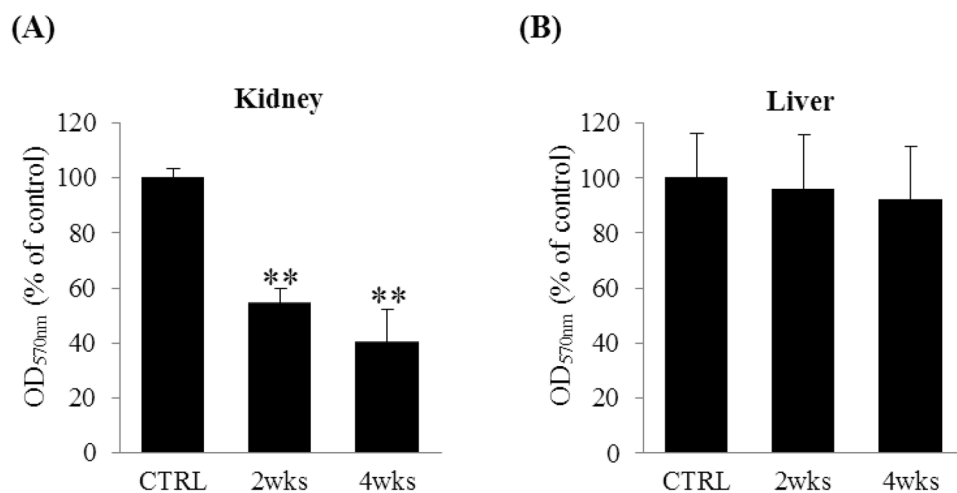 (A)
Kidney
OD570nm (% of control)
120
100
80
60
40
20
0
**
**
CTRL 2wks 4wks
(B)
Liver
OD570nm (% of control)
120
100
80
60
40
20
0
CTRL 2wks 4wks